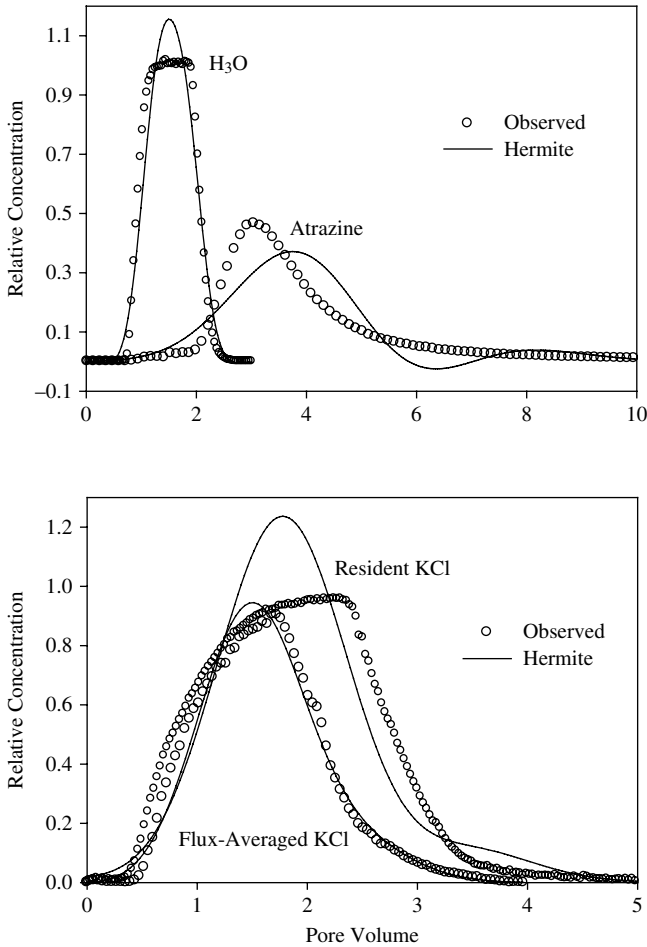 1.1
0.9
0.7
0.5
0.3
0.1
–0.1
Relative Concentration
H₃O
Atrazine
Observed
Hermite
0 2 4 6 8 10
1.2
1.0
0.8
0.6
0.4
0.2
0.0
Relative Concentration
Resident KCl
Observed
Hermite
Flux-Averaged KCl
0 1 2 3 4 5
Pore Volume